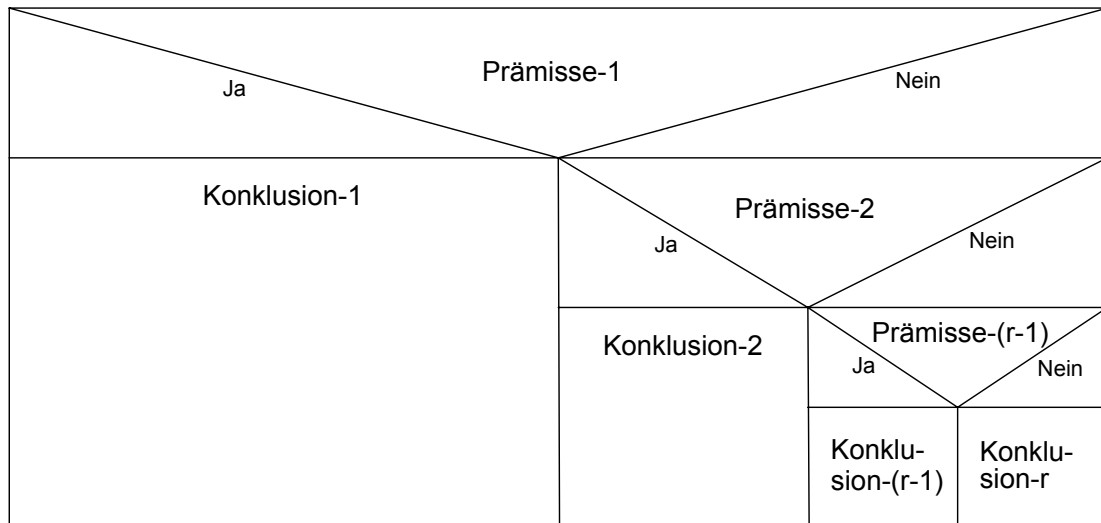 Prämisse-1
Ja
Nein
Konklusion-1
Prämisse-2
Ja
Nein
Konklusion-2
Prämisse-(r-1)
Ja
Nein
Konklu-
sion-(r-1)
Konklu-
sion-r